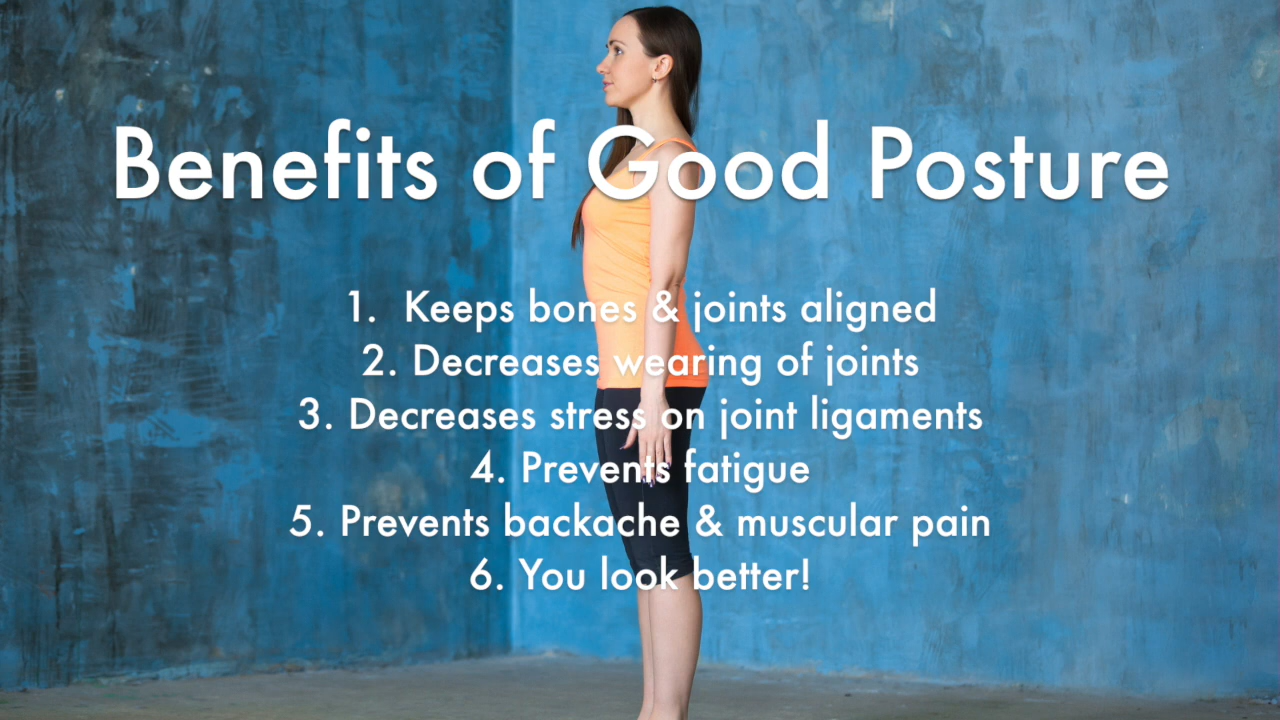 Benefits of Good Posture
1. Keeps bones & joints aligned
2. Decreases wearing of joints
3. Decreases stress on joint ligaments
4. Prevents fatigue
5. Prevents backache & muscular pain
6. You look better!